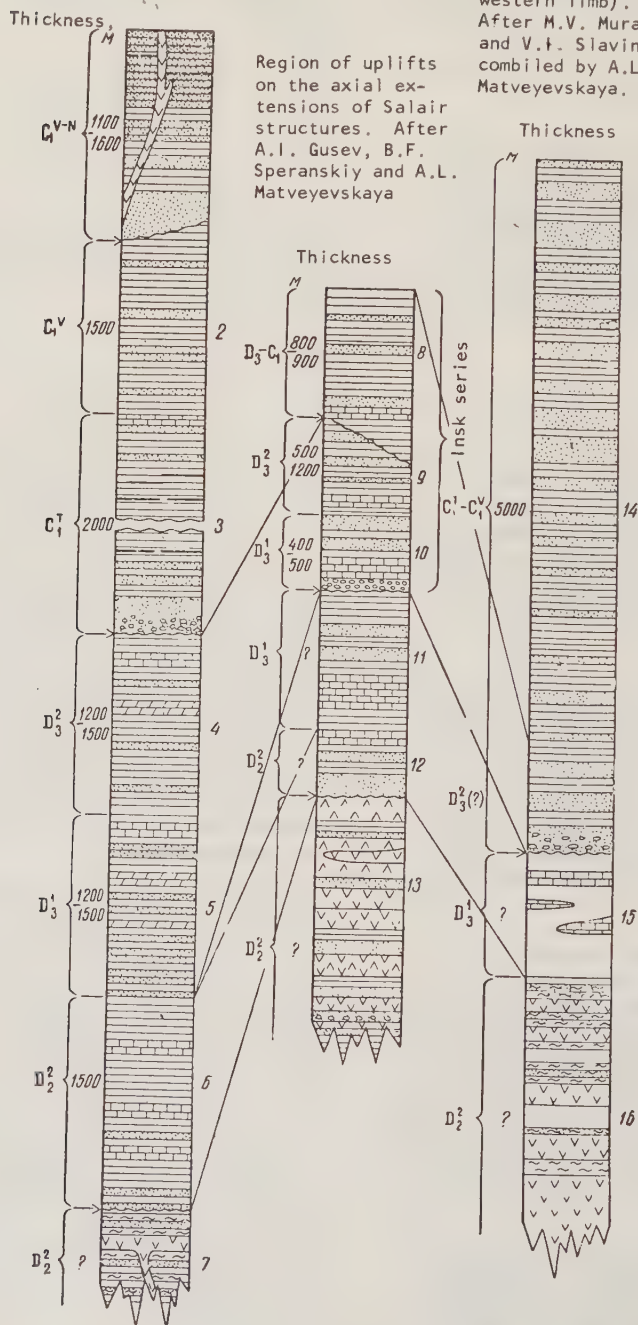 Thickness,
M
C₁ⱽ⁻ᴺ
1100
1600
C₁ⱽ
1500
2
C₁ᵀ
2000
3
D₃²
1200
1500
4
D₃¹
1200
1500
5
D₂²
1500
6
D₂²
?
7
Region of uplifts
on the axial ex-
tensions of Salair
structures. After
A.I. Gusev, B.F.
Speranskiy and A.L.
Matveyevskaya
Thickness
M
D₃-C₁
800
900
8
D₃²
500
1200
9
D₃¹
400
500
10
Insk series
D₃¹
?
11
D₂²
?
12
D₂²
?
13
western limb).
After M.V. Mura
and V.I. Slavin
combiled by A.L.
Matveyevskaya.
Thickness
M
C₁ᵗ-C₁ⱽ
5000
14
D₃²(?)
D₃¹
?
15
D₂²
?
16